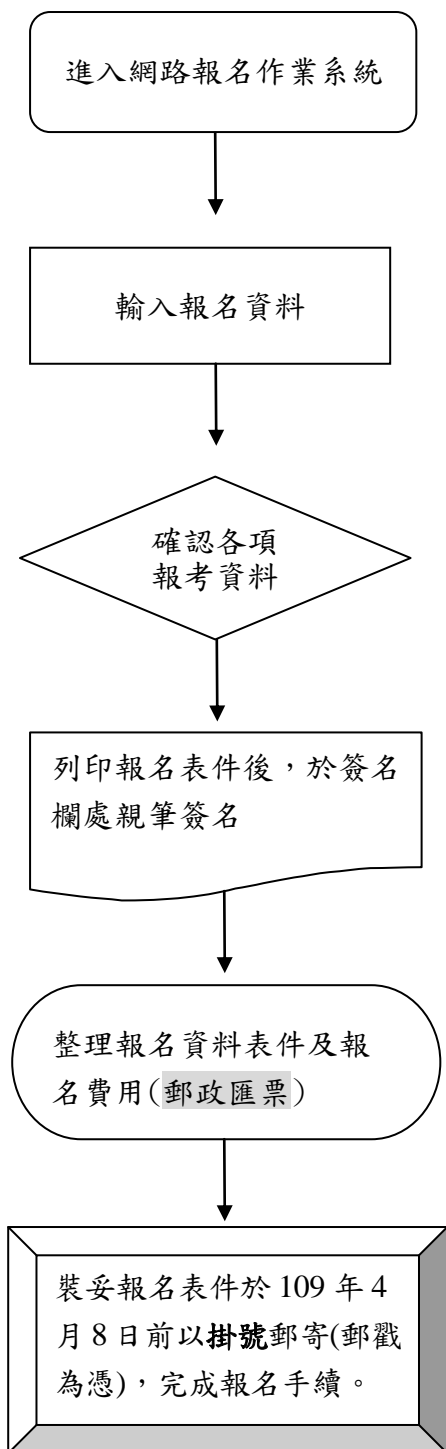 進入網路報名作業系統
輸入報名資料
確認各項
報考資料
列印報名表件後，於簽名
欄處親筆簽名
整理報名資料表件及報
名費用(郵政匯票)
裝妥報名表件於 109 年 4
月 8 日前以掛號郵寄(郵戳
為憑)，完成報名手續。